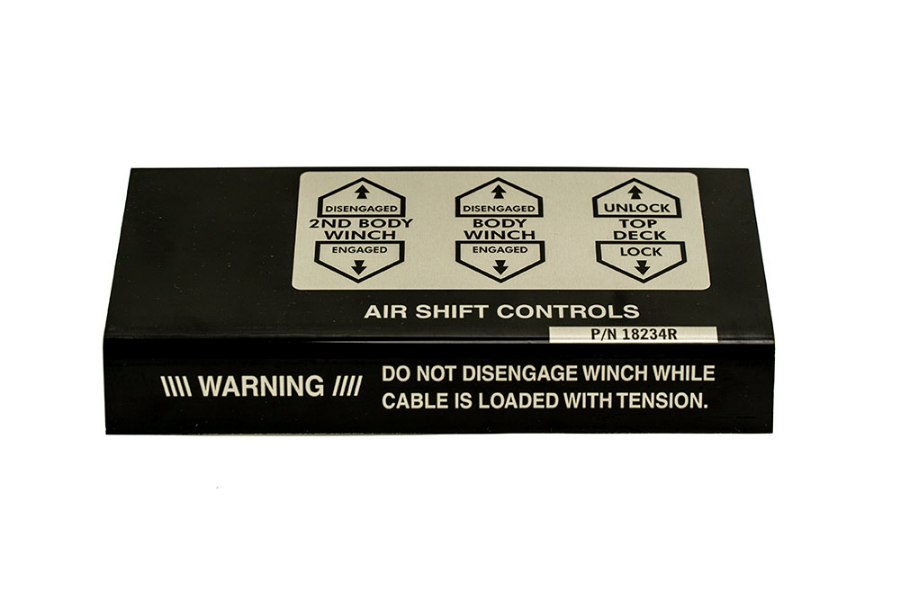 DISENGAGED
2ND BODY
WINCH
ENGAGED
DISENGAGED
BODY
WINCH
ENGAGED
UNLOCK
TOP
DECK
LOCK
AIR SHIFT CONTROLS
P/N 18234R
\\\\ WARNING ////
DO NOT DISENGAGE WINCH WHILE
CABLE IS LOADED WITH TENSION.